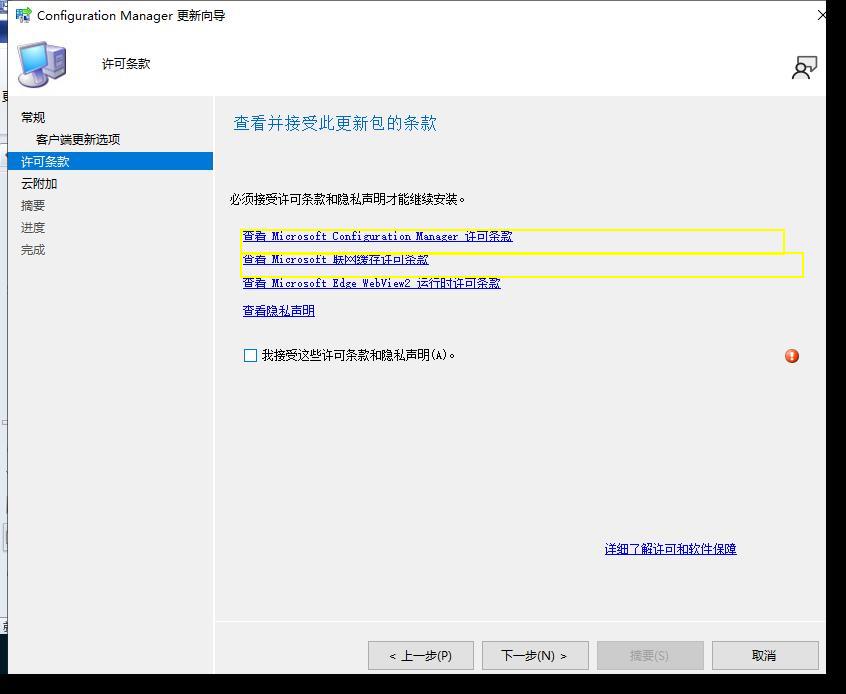 Configuration Manager 更新向导
许可条款
常规
客户端更新选项
许可条款
云附加
摘要
进度
完成
查看并接受此更新包的条款
必须接受许可条款和隐私声明才能继续安装。
查看 Microsoft Configuration Manager 许可条款
查看 Microsoft 联网缓存许可条款
查看 Microsoft Edge WebView2 运行时许可条款
查看隐私声明
我接受这些许可条款和隐私声明(A)。
详细了解许可和软件保障
< 上一步(P)
下一步(N) >
摘要(S)
取消